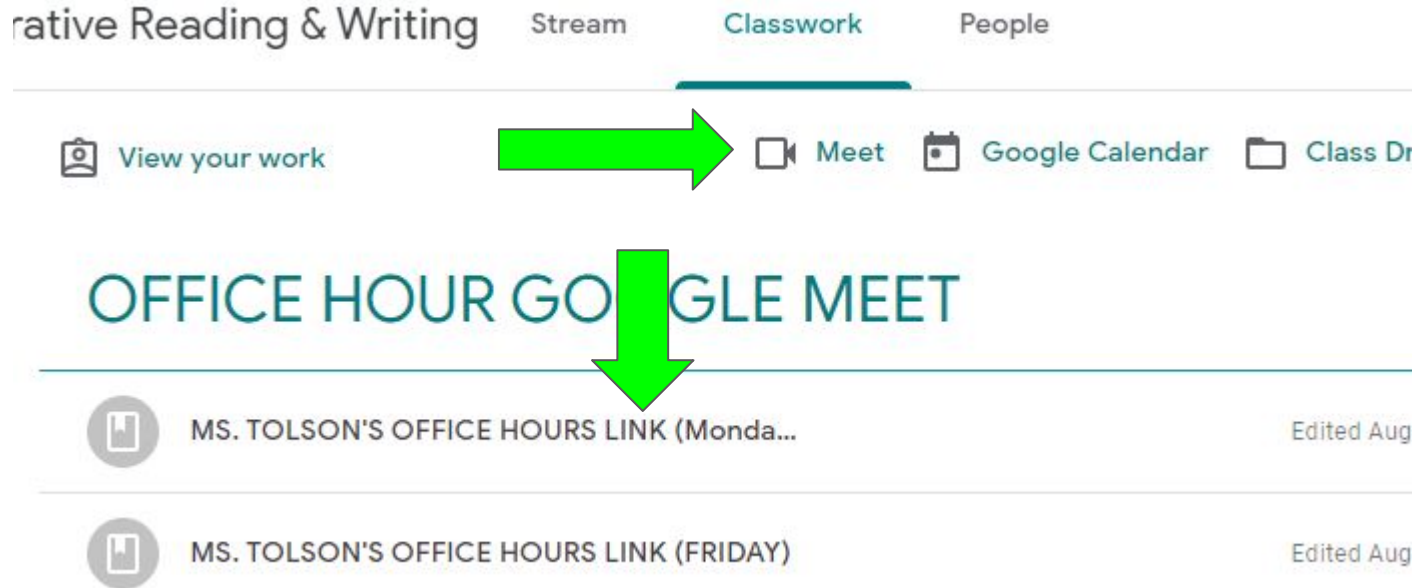 rative Reading & Writing Stream Classwork People
View your work Meet Google Calendar Class Dr
OFFICE HOUR GO GLE MEET
MS. TOLSON'S OFFICE HOURS LINK (Monda...
Edited Aug
MS. TOLSON'S OFFICE HOURS LINK (FRIDAY)
Edited Aug